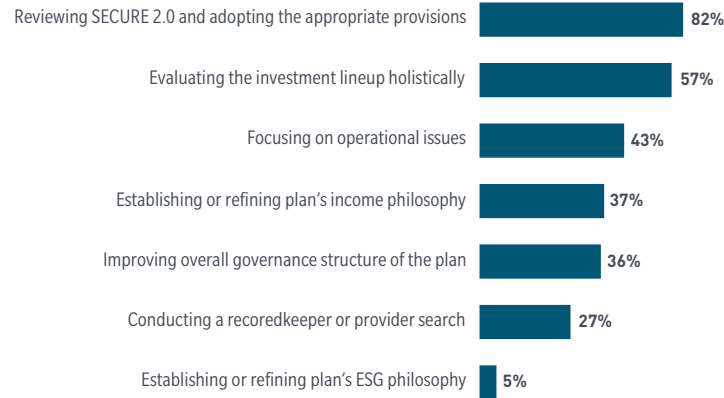 Reviewing SECURE 2.0 and adopting the appropriate provisions 82%
Evaluating the investment lineup holistically 57%
Focusing on operational issues 43%
Establishing or refining plan’s income philosophy 37%
Improving overall governance structure of the plan 36%
Conducting a recoredkeeper or provider search 27%
Establishing or refining plan’s ESG philosophy 5%